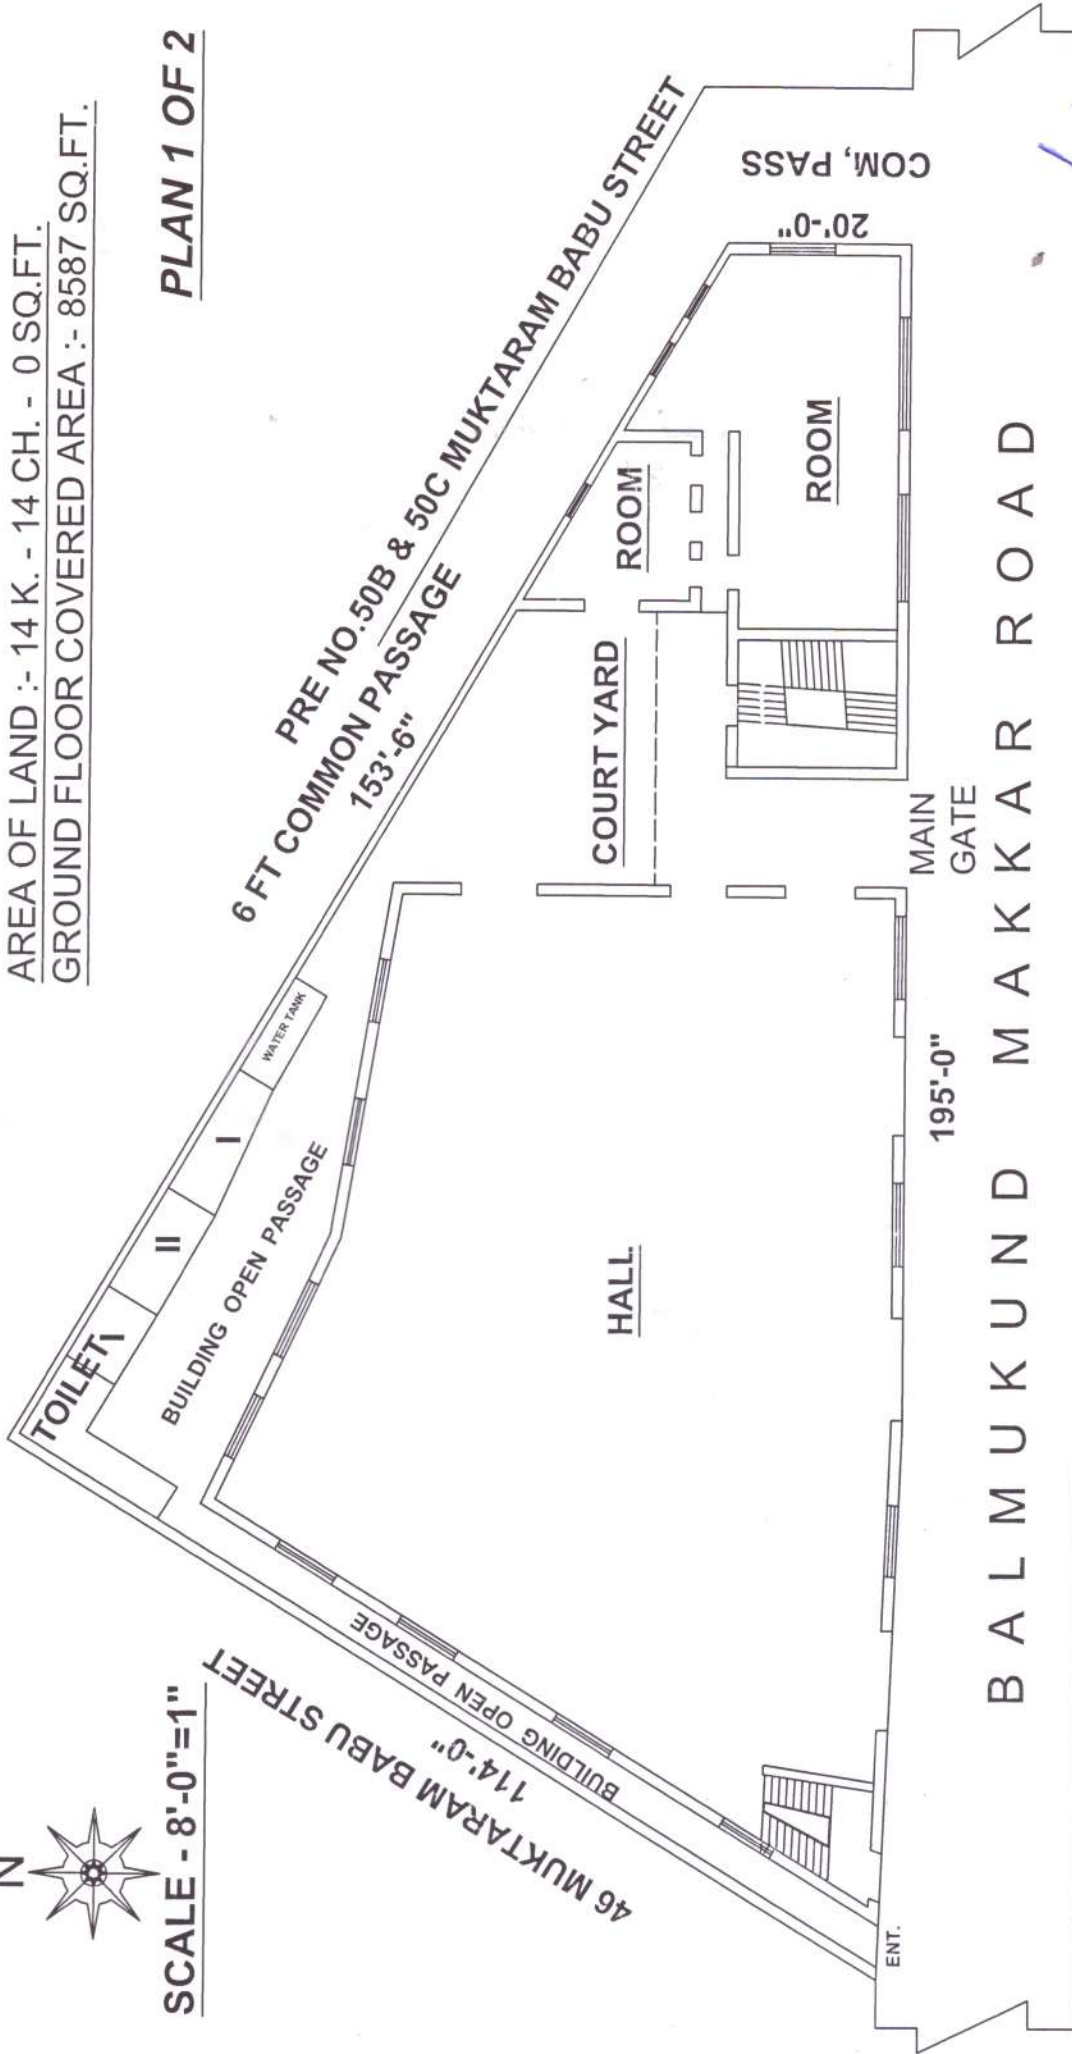 AREA OF LAND :- 14 K. - 14 CH. - 0 SQ.FT.
GROUND FLOOR COVERED AREA :- 8587 SQ.FT.
PLAN 1 OF 2
N
SCALE - 8'-0"=1"
PRE NO.50B & 50C MUKTARAM BABU STREET
6 FT COMMON PASSAGE
153'-6"
TOILET
I
II
I
WATER TANK
BUILDING OPEN PASSAGE
46 MUKTARAM BABU STREET
114'-0"
BUILDING OPEN PASSAGE
HALL.
COURT YARD
ROOM
ROOM
COM, PASS
20'-0"
MAIN
GATE
195'-0"
ENT.
BALMUKUND MAKKAR ROAD